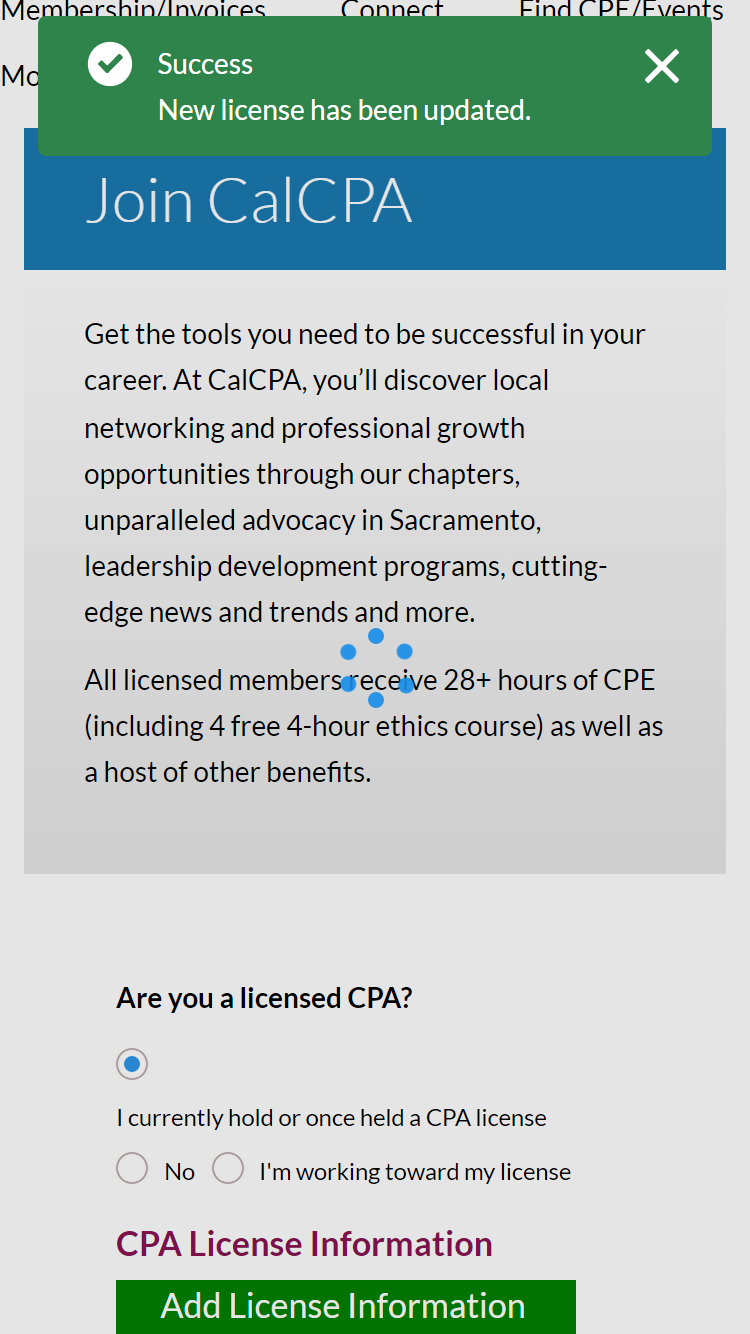 Membership/Invoices Connect Find CPE/Events
Mo
Success
New license has been updated.
Join CalCPA
Get the tools you need to be successful in your
career. At CalCPA, you’ll discover local
networking and professional growth
opportunities through our chapters,
unparalleled advocacy in Sacramento,
leadership development programs, cutting-
edge news and trends and more.
All licensed members receive 28+ hours of CPE
(including 4 free 4-hour ethics course) as well as
a host of other benefits.
Are you a licensed CPA?
I currently hold or once held a CPA license
No I'm working toward my license
CPA License Information
Add License Information